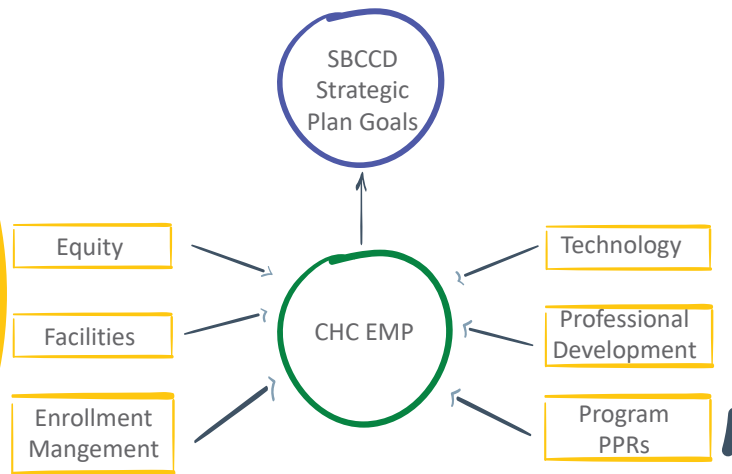 SBCCD
Strategic
Plan Goals
Equity
Technology
Facilities
CHC EMP
Professional
Development
Enrollment
Mangement
Program
PPRs